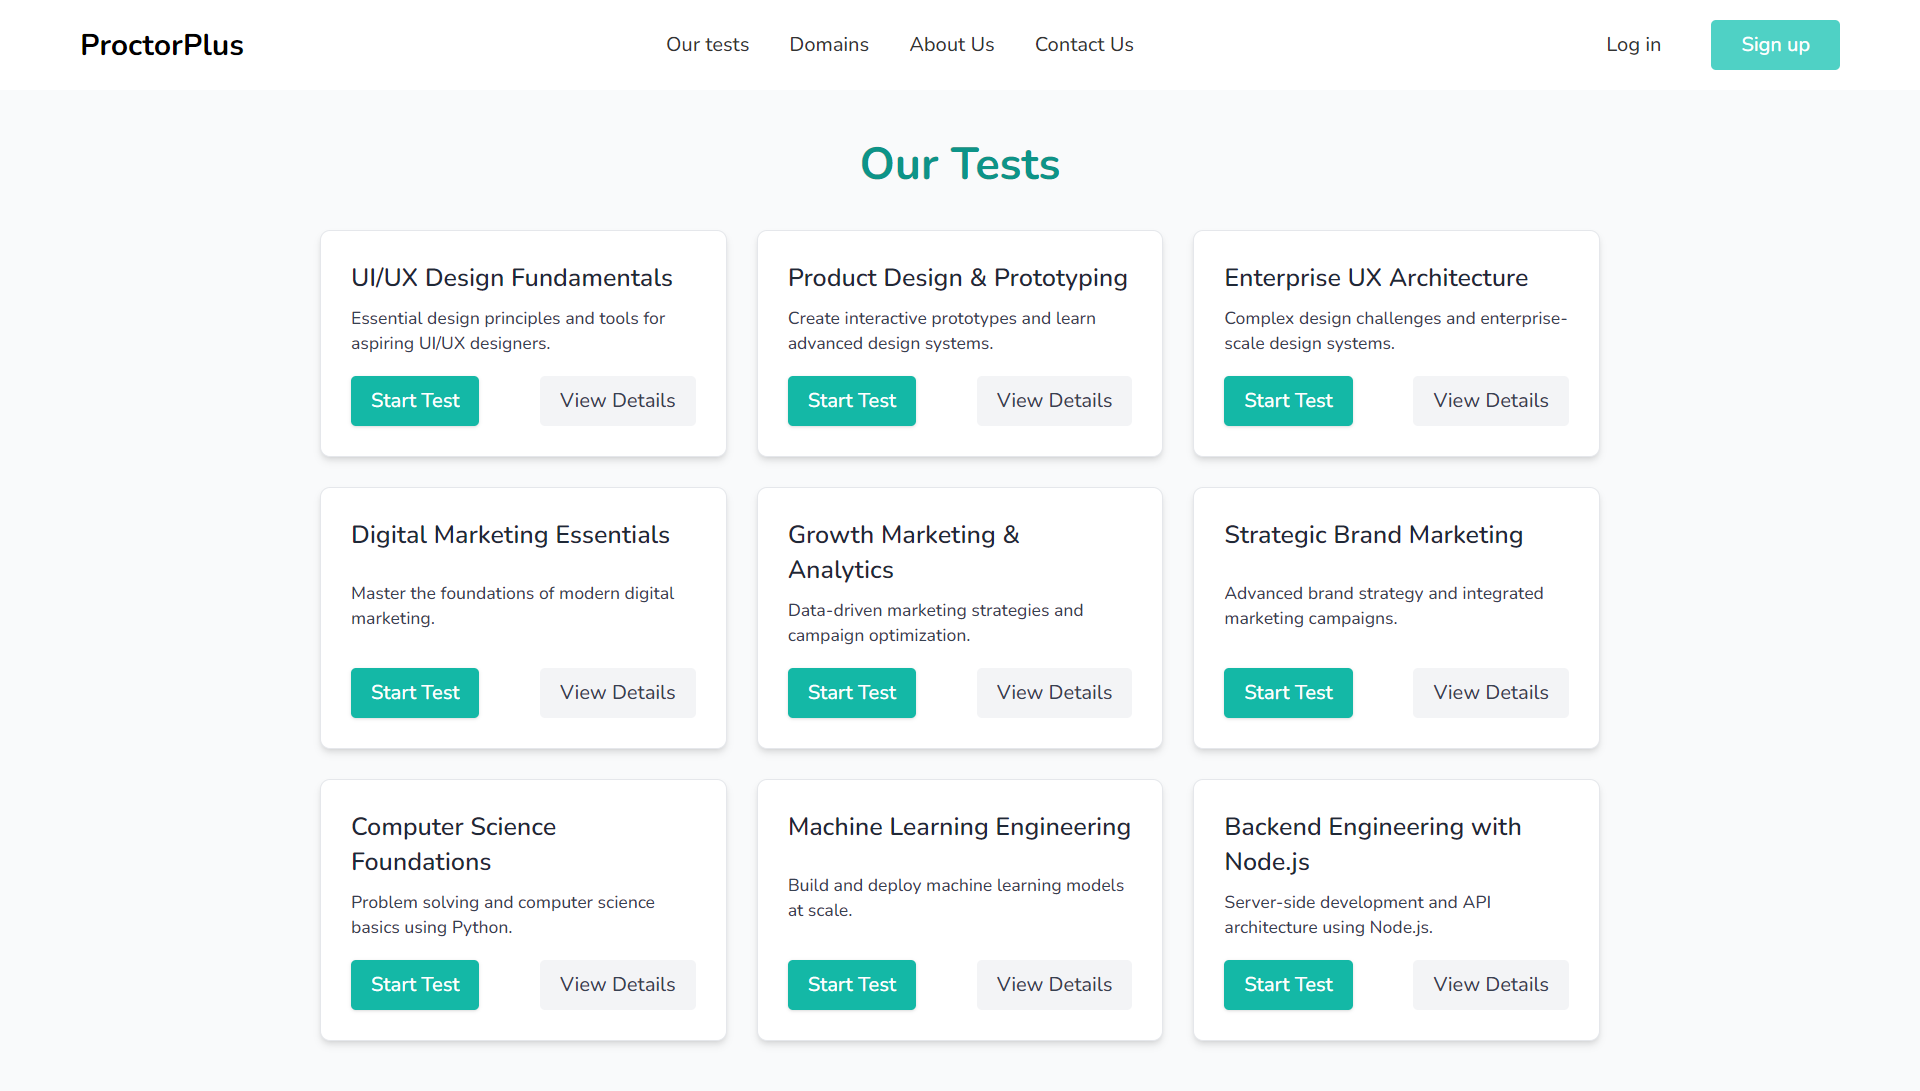 ProctorPlus
Our tests
Domains
About Us
Contact Us
Log in
Sign up
Our Tests
UI/UX Design Fundamentals
Essential design principles and tools for
aspiring UI/UX designers.
Start Test
View Details
Product Design & Prototyping
Create interactive prototypes and learn
advanced design systems.
Start Test
View Details
Enterprise UX Architecture
Complex design challenges and enterprise-
scale design systems.
Start Test
View Details
Digital Marketing Essentials
Master the foundations of modern digital
marketing.
Start Test
View Details
Growth Marketing &
Analytics
Data-driven marketing strategies and
campaign optimization.
Start Test
View Details
Strategic Brand Marketing
Advanced brand strategy and integrated
marketing campaigns.
Start Test
View Details
Computer Science
Foundations
Problem solving and computer science
basics using Python.
Start Test
View Details
Machine Learning Engineering
Build and deploy machine learning models
at scale.
Start Test
View Details
Backend Engineering with
Node.js
Server-side development and API
architecture using Node.js.
Start Test
View Details